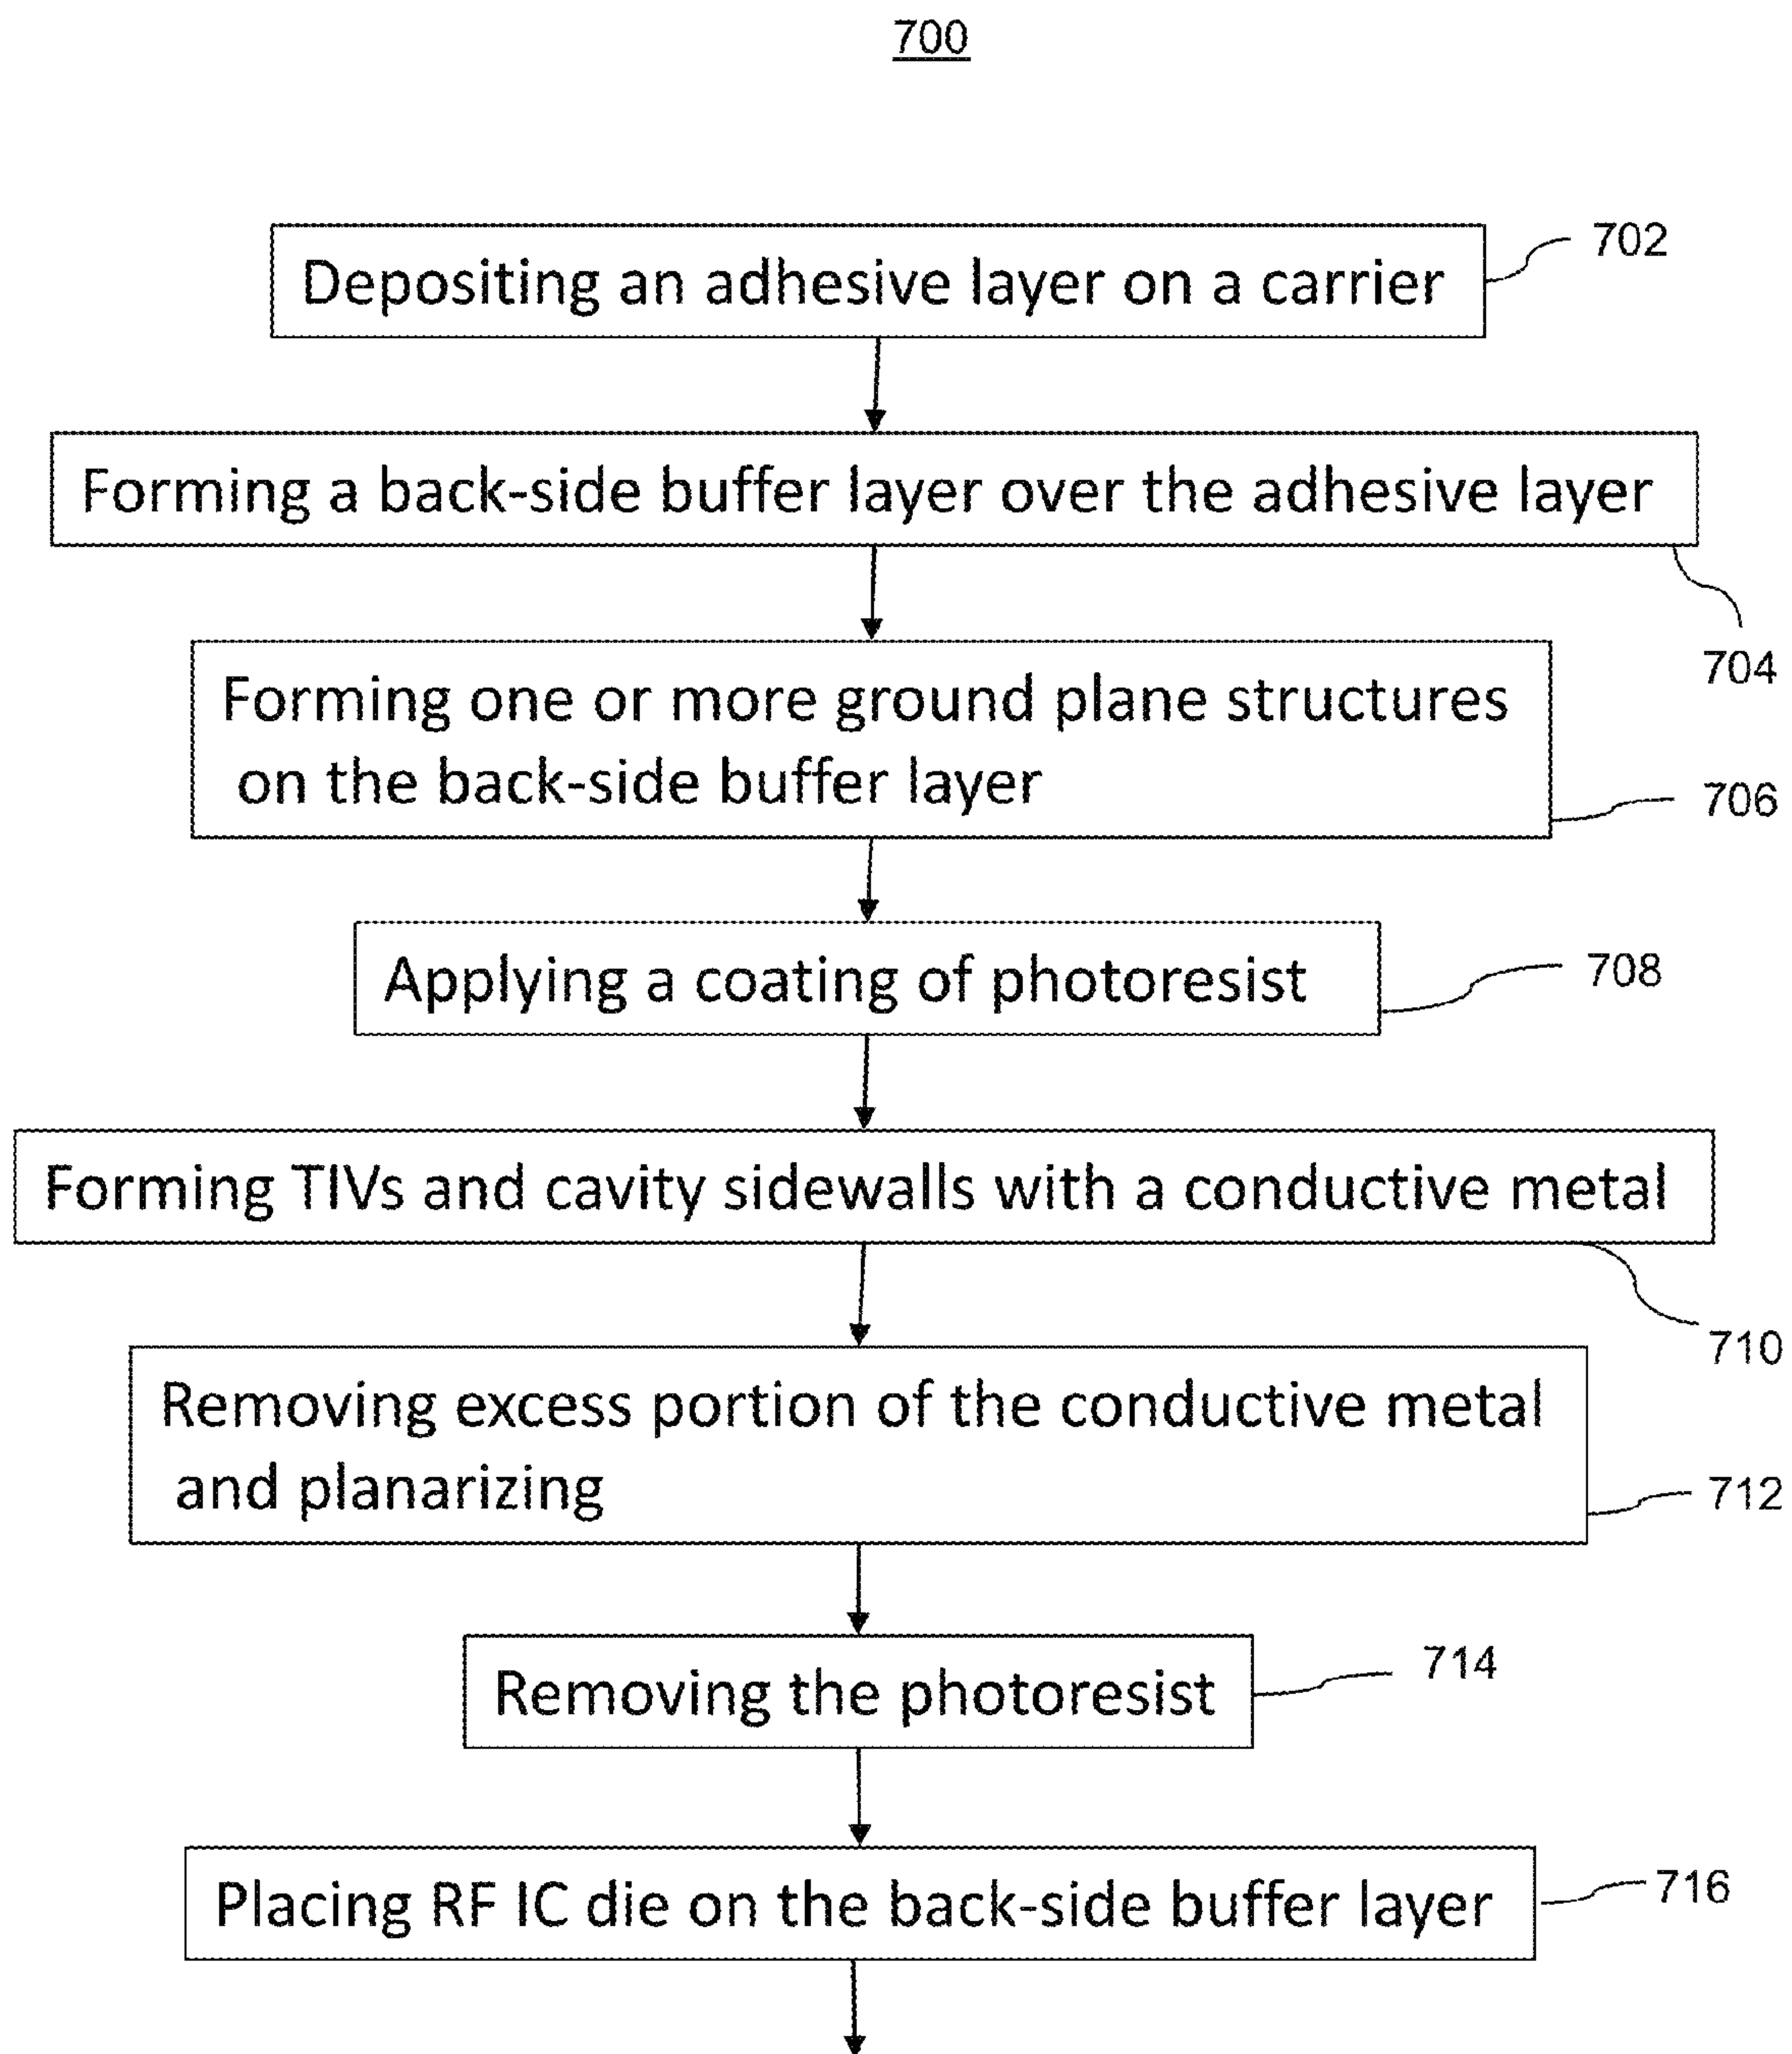 700
Depositing an adhesive layer on a carrier
702
Forming a back-side buffer layer over the adhesive layer
704
Forming one or more ground plane structures
on the back-side buffer layer
706
Applying a coating of photoresist
708
Forming TIVs and cavity sidewalls with a conductive metal
710
Removing excess portion of the conductive metal
and planarizing
712
Removing the photoresist
714
Placing RF IC die on the back-side buffer layer
716